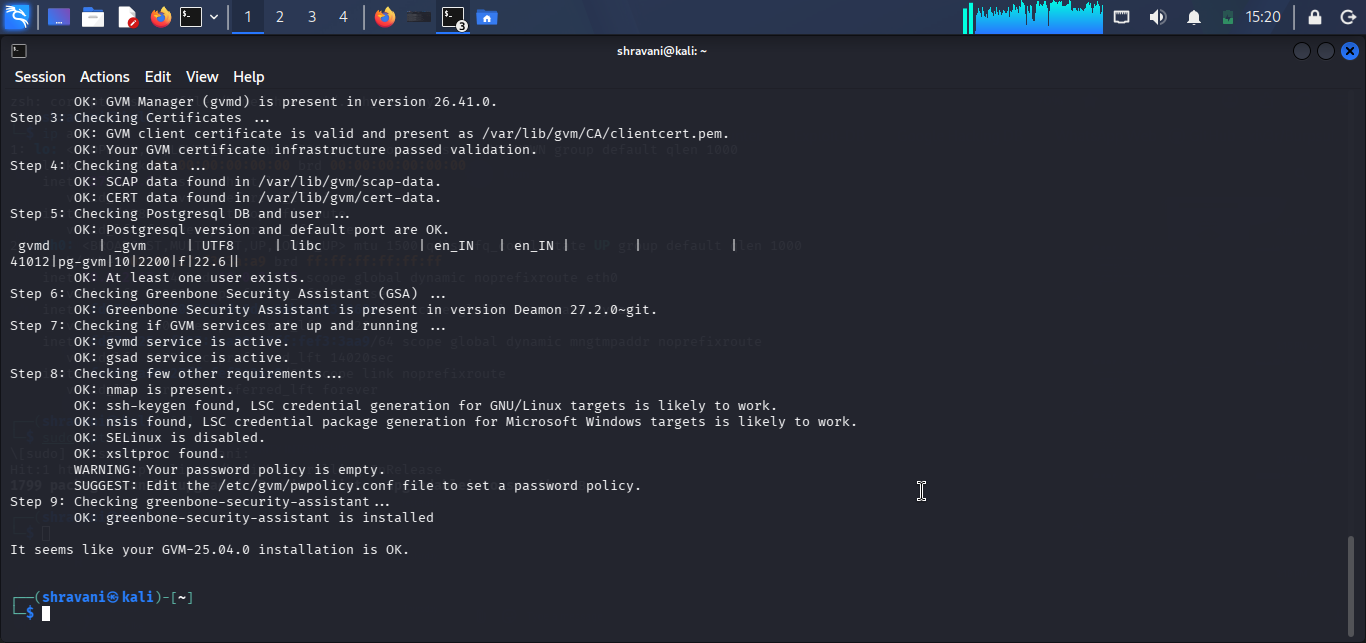 1 2 3 4 3 15:20
shravani@kali: ~
Session Actions Edit View Help
OK: GVM Manager (gvmd) is present in version 26.41.0.
Step 3: Checking Certificates ...
OK: GVM client certificate is valid and present as /var/lib/gvm/CA/clientcert.pem.
OK: Your GVM certificate infrastructure passed validation.
Step 4: Checking data ...
OK: SCAP data found in /var/lib/gvm/scap-data.
OK: CERT data found in /var/lib/gvm/cert-data.
Step 5: Checking Postgresql DB and user ...
OK: Postgresql version and default port are OK.
gvmd | _gvm | UTF8 | libc | en_IN | en_IN | | |
41012|pg-gvm|10|2200|f|22.6||
OK: At least one user exists.
Step 6: Checking Greenbone Security Assistant (GSA) ...
OK: Greenbone Security Assistant is present in version Deamon 27.2.0~git.
Step 7: Checking if GVM services are up and running ...
OK: gvmd service is active.
OK: gsad service is active.
Step 8: Checking few other requirements...
OK: nmap is present.
OK: ssh-keygen found, LSC credential generation for GNU/Linux targets is likely to work.
OK: nsis found, LSC credential package generation for Microsoft Windows targets is likely to work.
OK: SELinux is disabled.
OK: xsltproc found.
WARNING: Your password policy is empty.
SUGGEST: Edit the /etc/gvm/pwpolicy.conf file to set a password policy.
Step 9: Checking greenbone-security-assistant...
OK: greenbone-security-assistant is installed
It seems like your GVM-25.04.0 installation is OK.
┌──(shravani㉿kali)-[~]
└─$